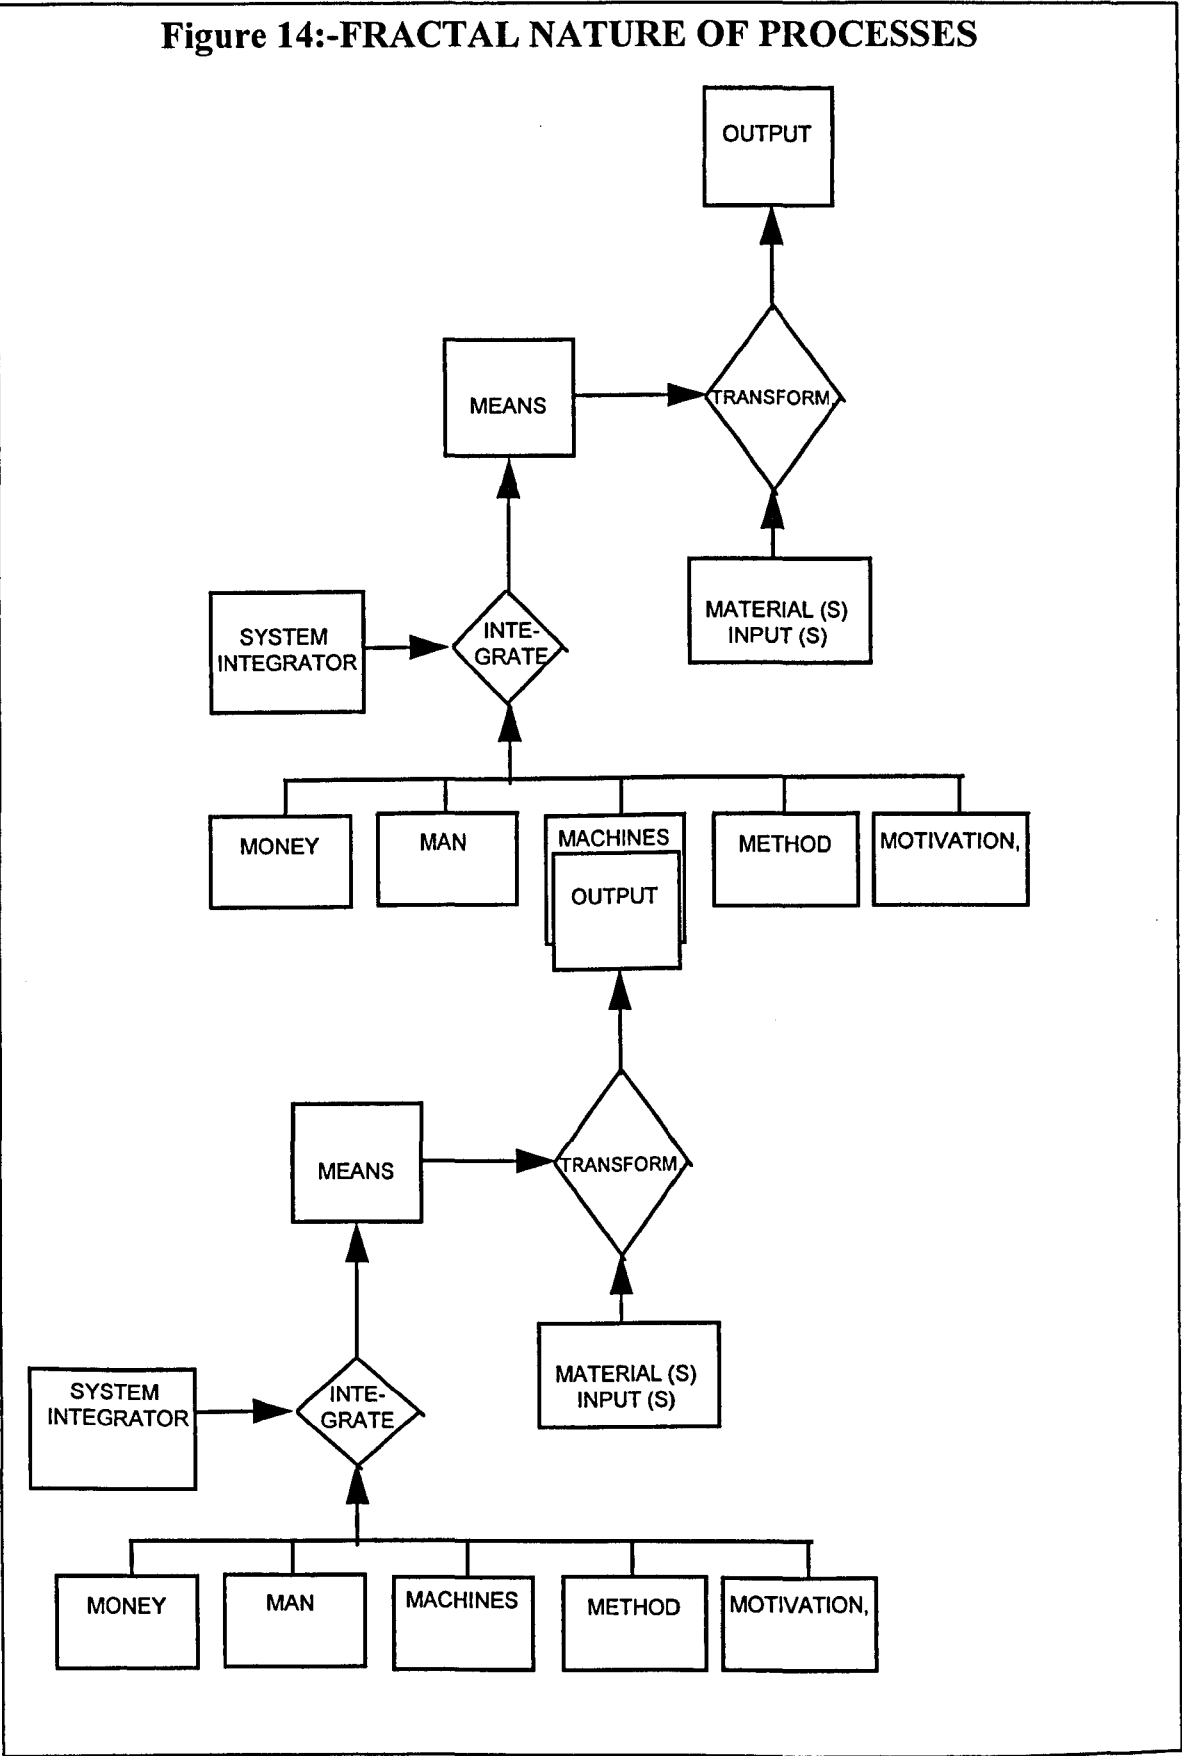 Figure 14:-FRACTAL NATURE OF PROCESSES
OUTPUT
MEANS
TRANSFORM.
MATERIAL (S)
INPUT (S)
SYSTEM
INTEGRATOR
INTE-
GRATE
MONEY
MAN
MACHINES
METHOD
MOTIVATION,
OUTPUT
MEANS
TRANSFORM.
MATERIAL (S)
INPUT (S)
SYSTEM
INTEGRATOR
INTE-
GRATE
MONEY
MAN
MACHINES
METHOD
MOTIVATION,